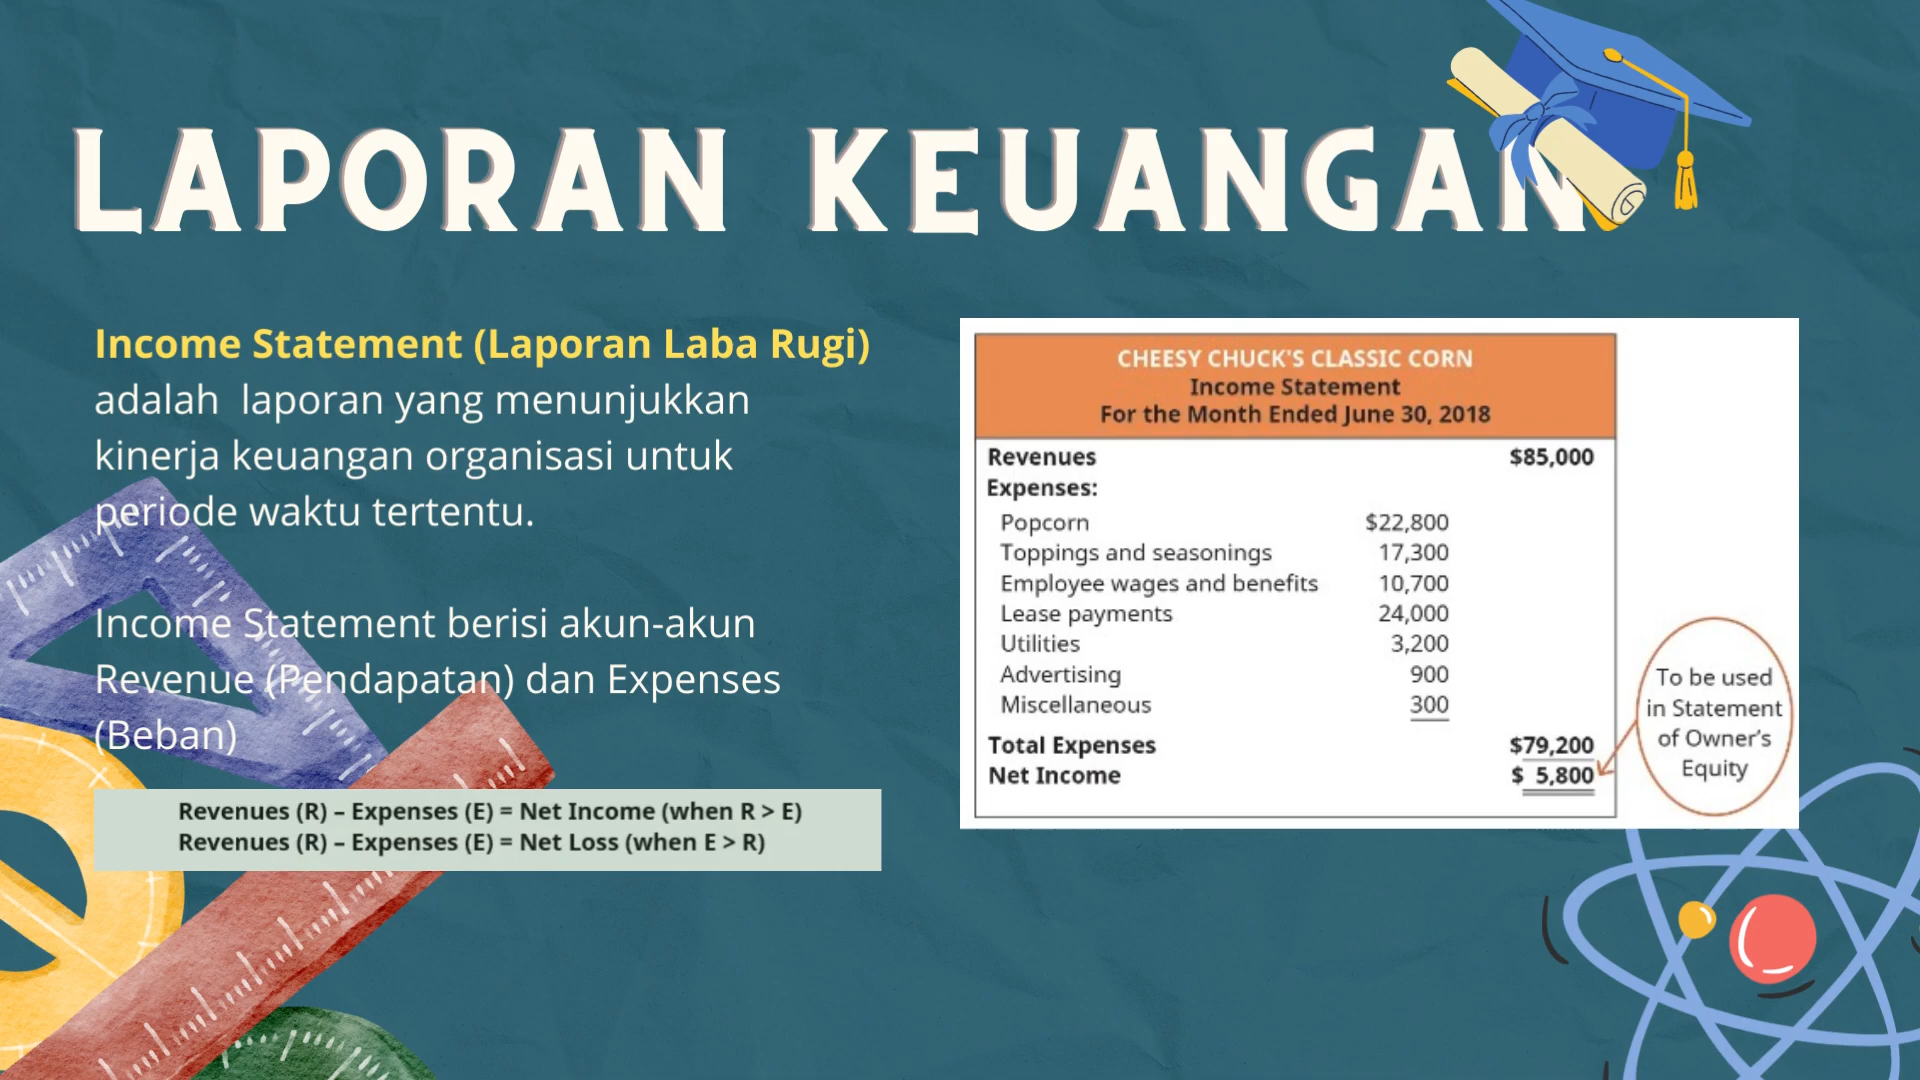 LAPORAN KEUANGAN
Income Statement (Laporan Laba Rugi)
adalah  laporan yang menunjukkan
kinerja keuangan organisasi untuk
periode waktu tertentu.
Income Statement berisi akun-akun
Revenue (Pendapatan) dan Expenses
(Beban)
Revenues (R) – Expenses (E) = Net Income (when R > E)
Revenues (R) – Expenses (E) = Net Loss (when E > R)
CHEESY CHUCK'S CLASSIC CORN
Income Statement
For the Month Ended June 30, 2018
Revenues $85,000
Expenses:
Popcorn $22,800
Toppings and seasonings 17,300
Employee wages and benefits 10,700
Lease payments 24,000
Utilities 3,200
Advertising 900
Miscellaneous 300
Total Expenses $79,200
Net Income $ 5,800
To be used
in Statement
of Owner's
Equity